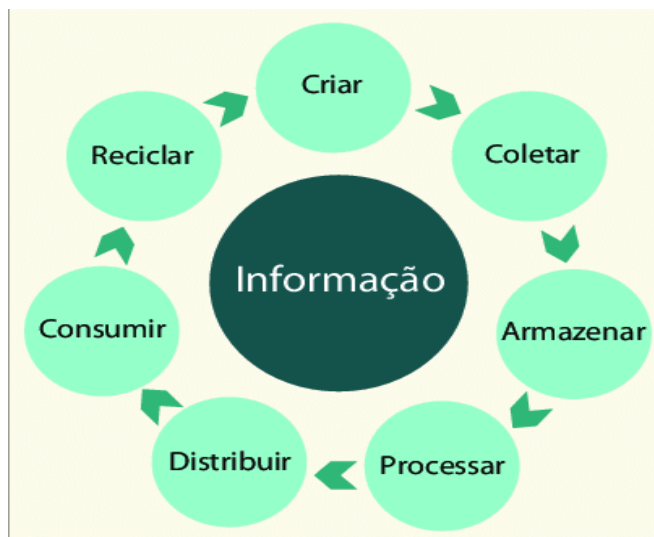 Criar
Coletar
Armazenar
Processar
Distribuir
Consumir
Reciclar
Informação